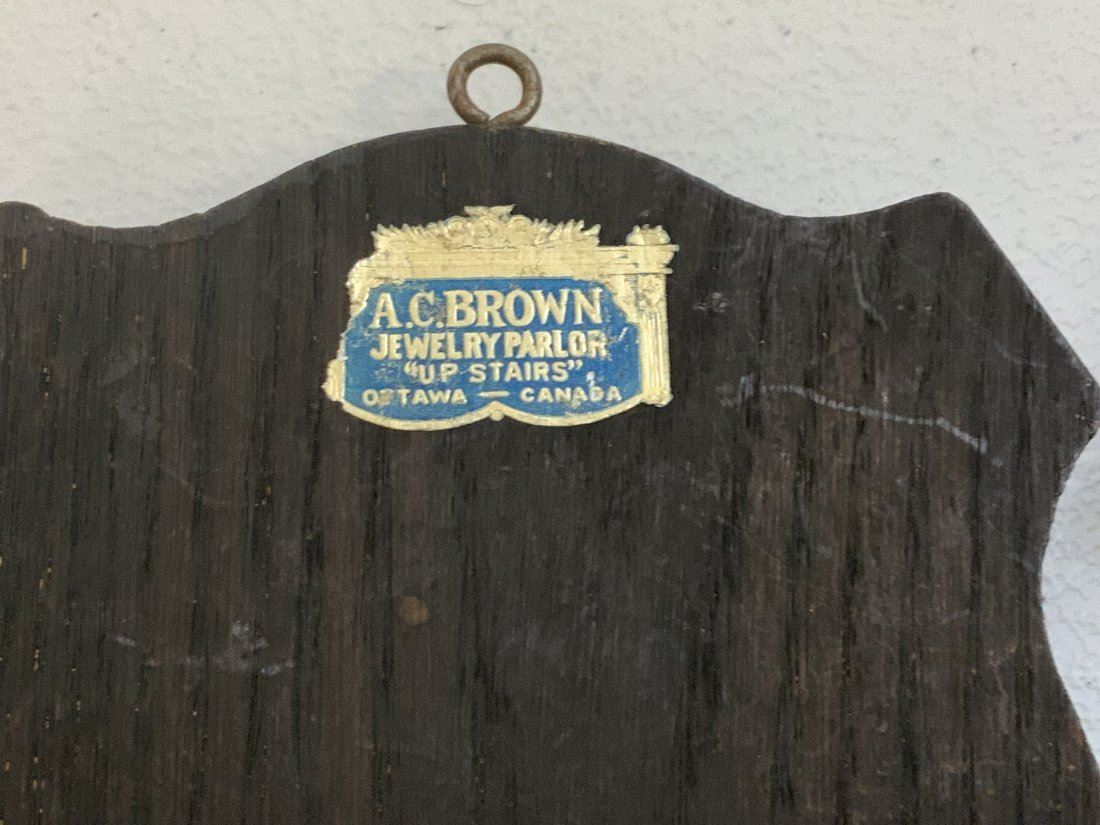 A.C. BROWN
JEWELRY PARLOR
"UP STAIRS"
OTTAWA — CANADA